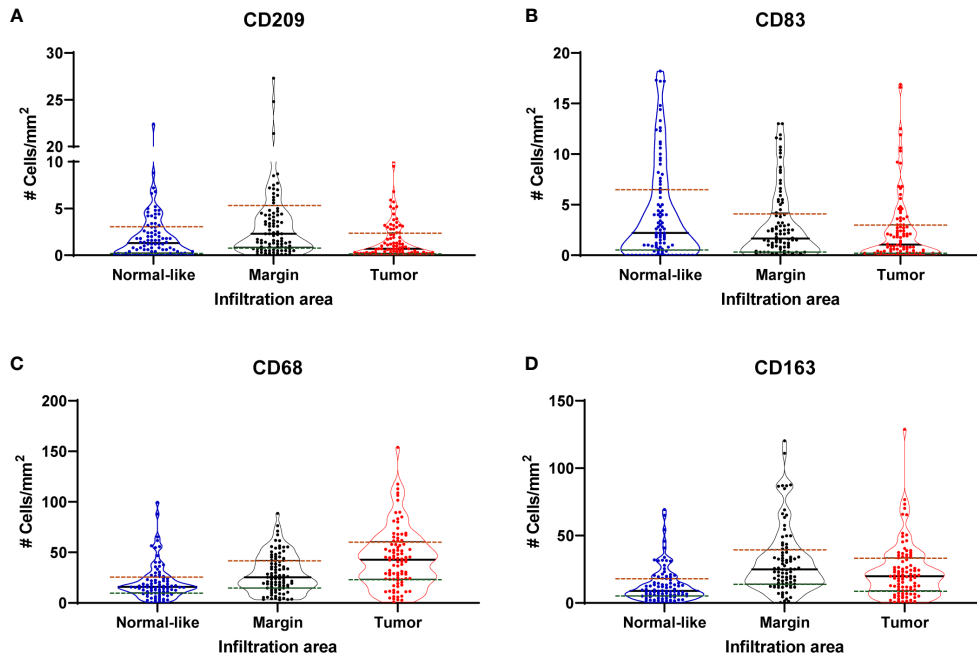 A
CD209
# Cells/mm²
30
25
20
10
5
0
Normal-like Margin Tumor
Infiltration area
B
CD83
# Cells/mm²
20
15
10
5
0
Normal-like Margin Tumor
Infiltration area
C
CD68
# Cells/mm²
200
150
100
50
0
Normal-like Margin Tumor
Infiltration area
D
CD163
# Cells/mm²
150
100
50
0
Normal-like Margin Tumor
Infiltration area